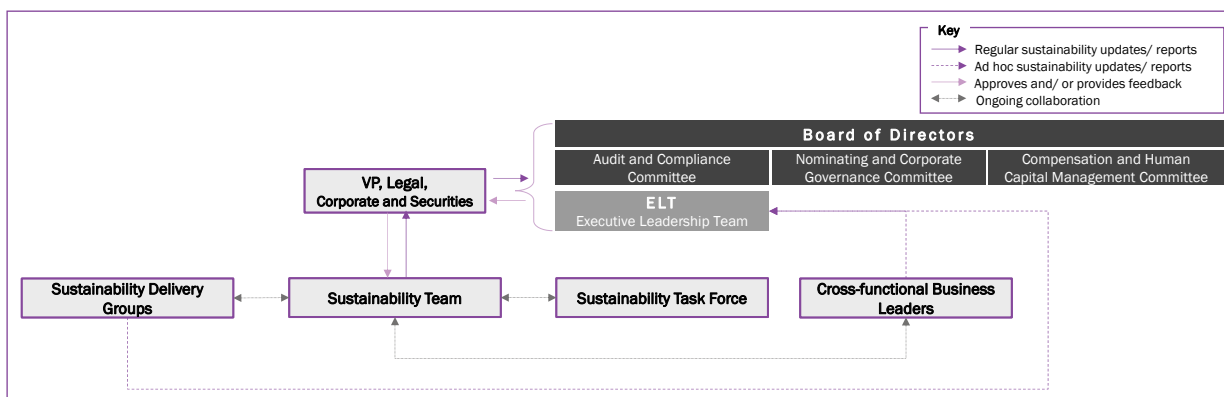 Key
Regular sustainability updates/ reports
Ad hoc sustainability updates/ reports
Approves and/ or provides feedback
Ongoing collaboration
Board of Directors
Audit and Compliance
Committee
Nominating and Corporate
Governance Committee
Compensation and Human
Capital Management Committee
VP, Legal,
Corporate and Securities
ELT
Executive Leadership Team
Sustainability Delivery
Groups
Sustainability Team
Sustainability Task Force
Cross-functional Business
Leaders